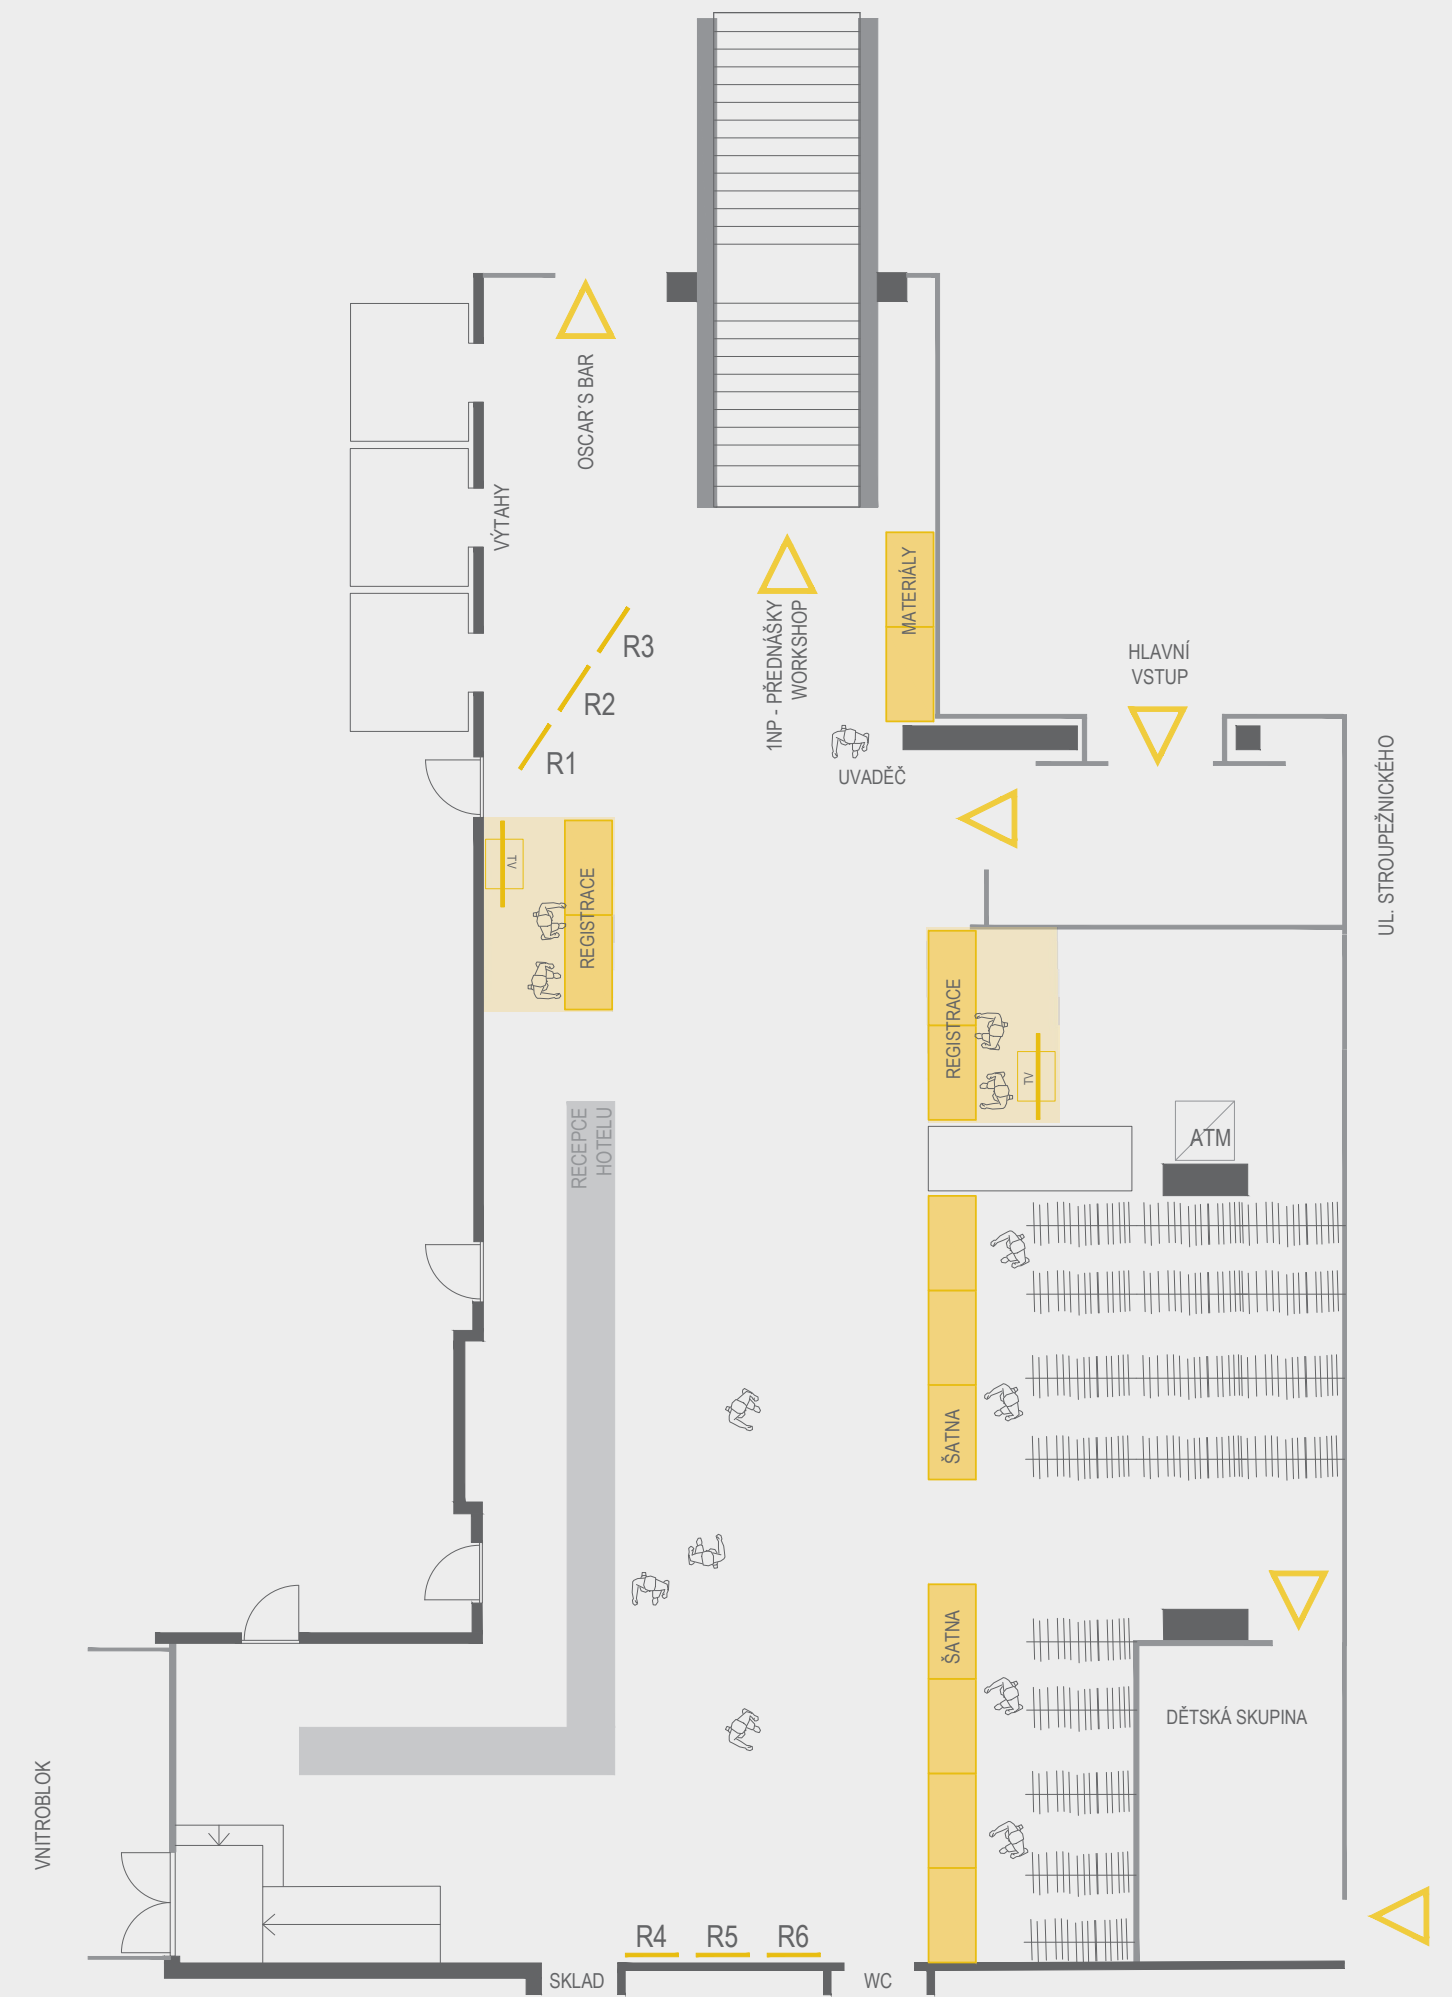 OSCAR´S BAR
VÝTAHY
R3
R2
R1
1NP - PŘEDNÁŠKY
WORKSHOP
MATERIÁLY
HLAVNÍ
VSTUP
UVADĚČ
UL. STROUPEŽNICKÉHO
TV
REGISTRACE
REGISTRACE
TV
RECEPCE
HOTELU
ATM
ŠATNA
ŠATNA
DĚTSKÁ SKUPINA
VNITROBLOK
R4
R5
R6
SKLAD
WC